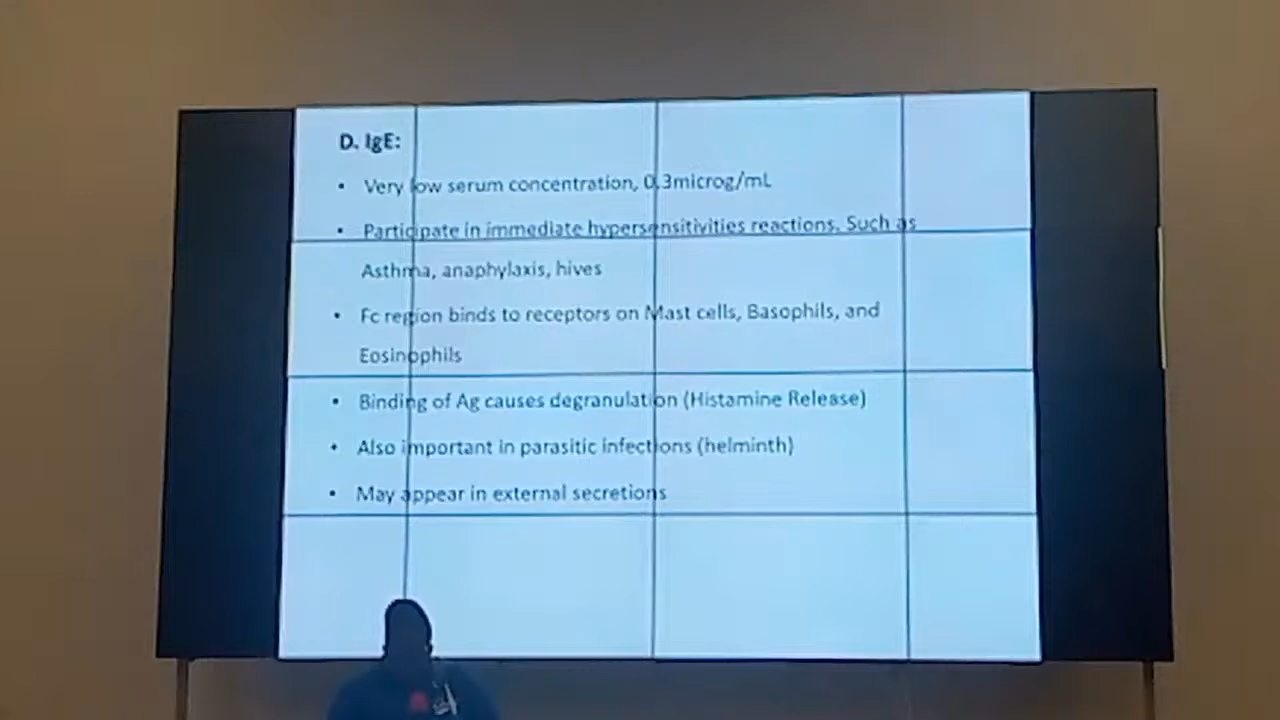 D. IgE:
• Very low serum concentration, 0.3microg/mL
• Participate in immediate hypersensitivities reactions. Such as
Asthma, anaphylaxis, hives
• Fc region binds to receptors on Mast cells, Basophils, and
Eosinophils
• Binding of Ag causes degranulation (Histamine Release)
• Also important in parasitic infections (helminth)
• May appear in external secretions